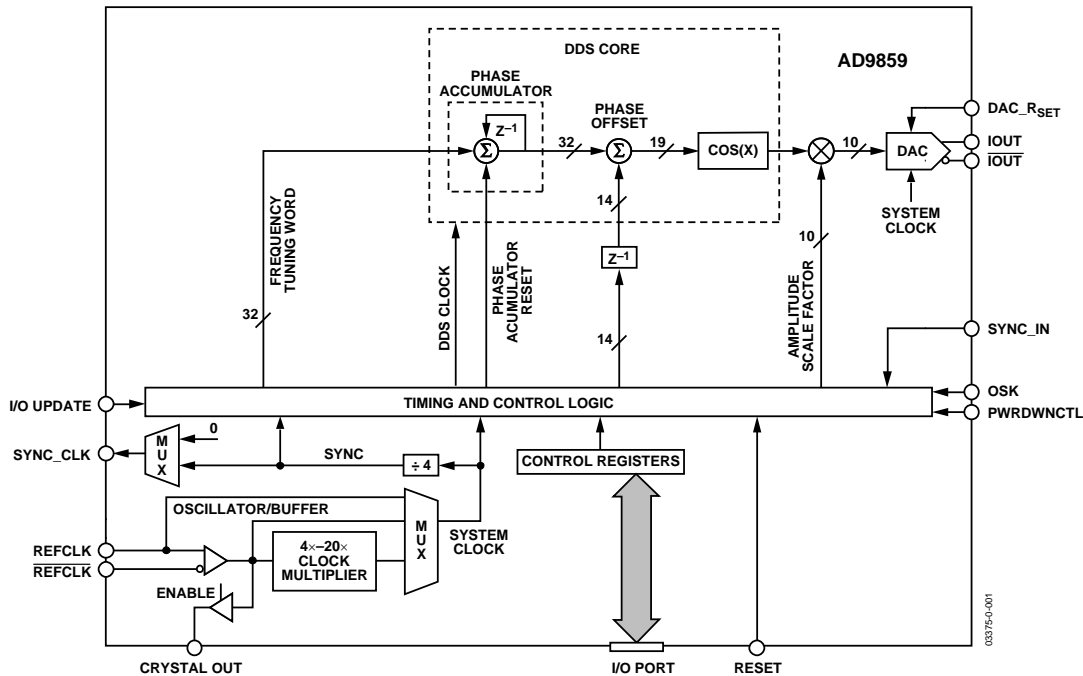 DDS CORE
AD9859
PHASE
ACCUMULATOR
PHASE
OFFSET
DAC_RSET
Z–1
Σ
32
Σ
19
COS(X)
10
DAC
IOUT
IOUT
SYSTEM
CLOCK
14
Z–1
10
FREQUENCY
TUNING WORD
32
DDS CLOCK
PHASE
ACUMULATOR
RESET
14
AMPLITUDE
SCALE FACTOR
SYNC_IN
I/O UPDATE
TIMING AND CONTROL LOGIC
OSK
PWRDWNCTL
SYNC_CLK
MUX
0
SYNC
÷ 4
CONTROL REGISTERS
OSCILLATOR/BUFFER
MUX
SYSTEM
CLOCK
REFCLK
REFCLK
4×–20×
CLOCK
MULTIPLIER
ENABLE
CRYSTAL OUT
I/O PORT
RESET
03375-0-001